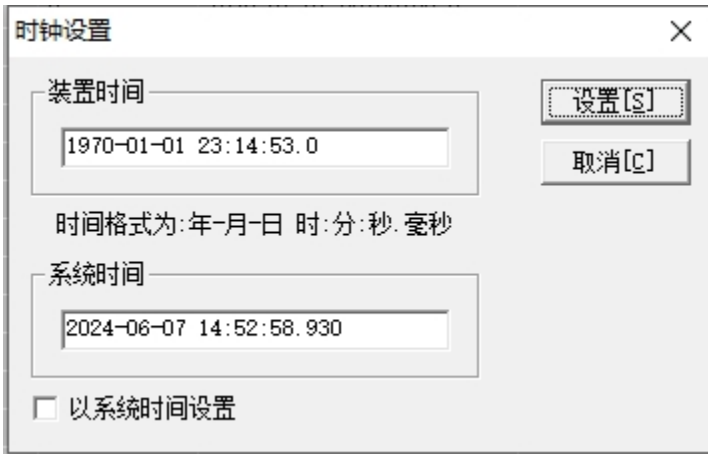 时钟设置
装置时间
设置[S]
1970-01-01 23:14:53.0
取消[C]
时间格式为:年-月-日 时:分:秒.毫秒
系统时间
2024-06-07 14:52:58.930
以系统时间设置